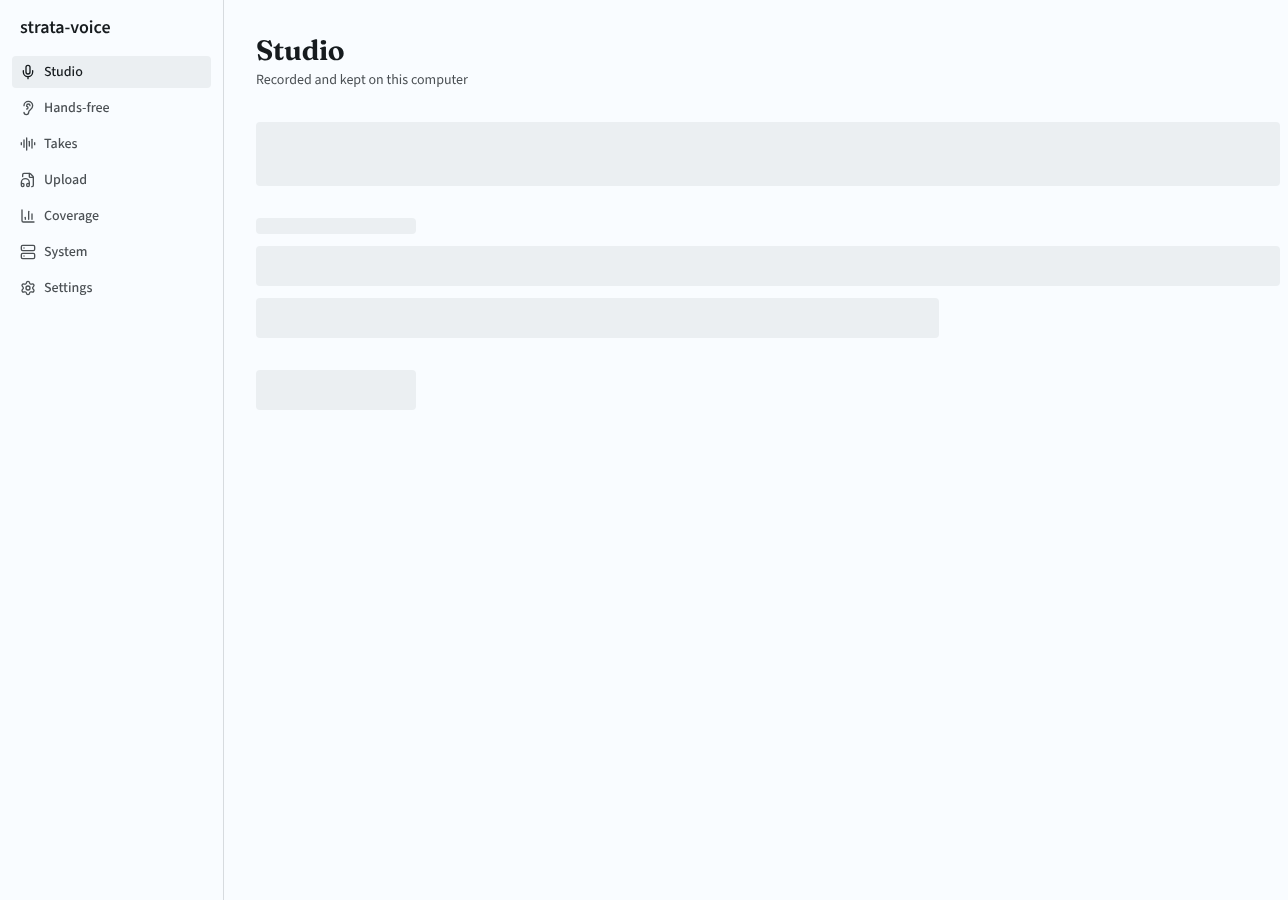 strata-voice
Studio
Hands-free
Takes
Upload
Coverage
System
Settings
Studio
Recorded and kept on this computer